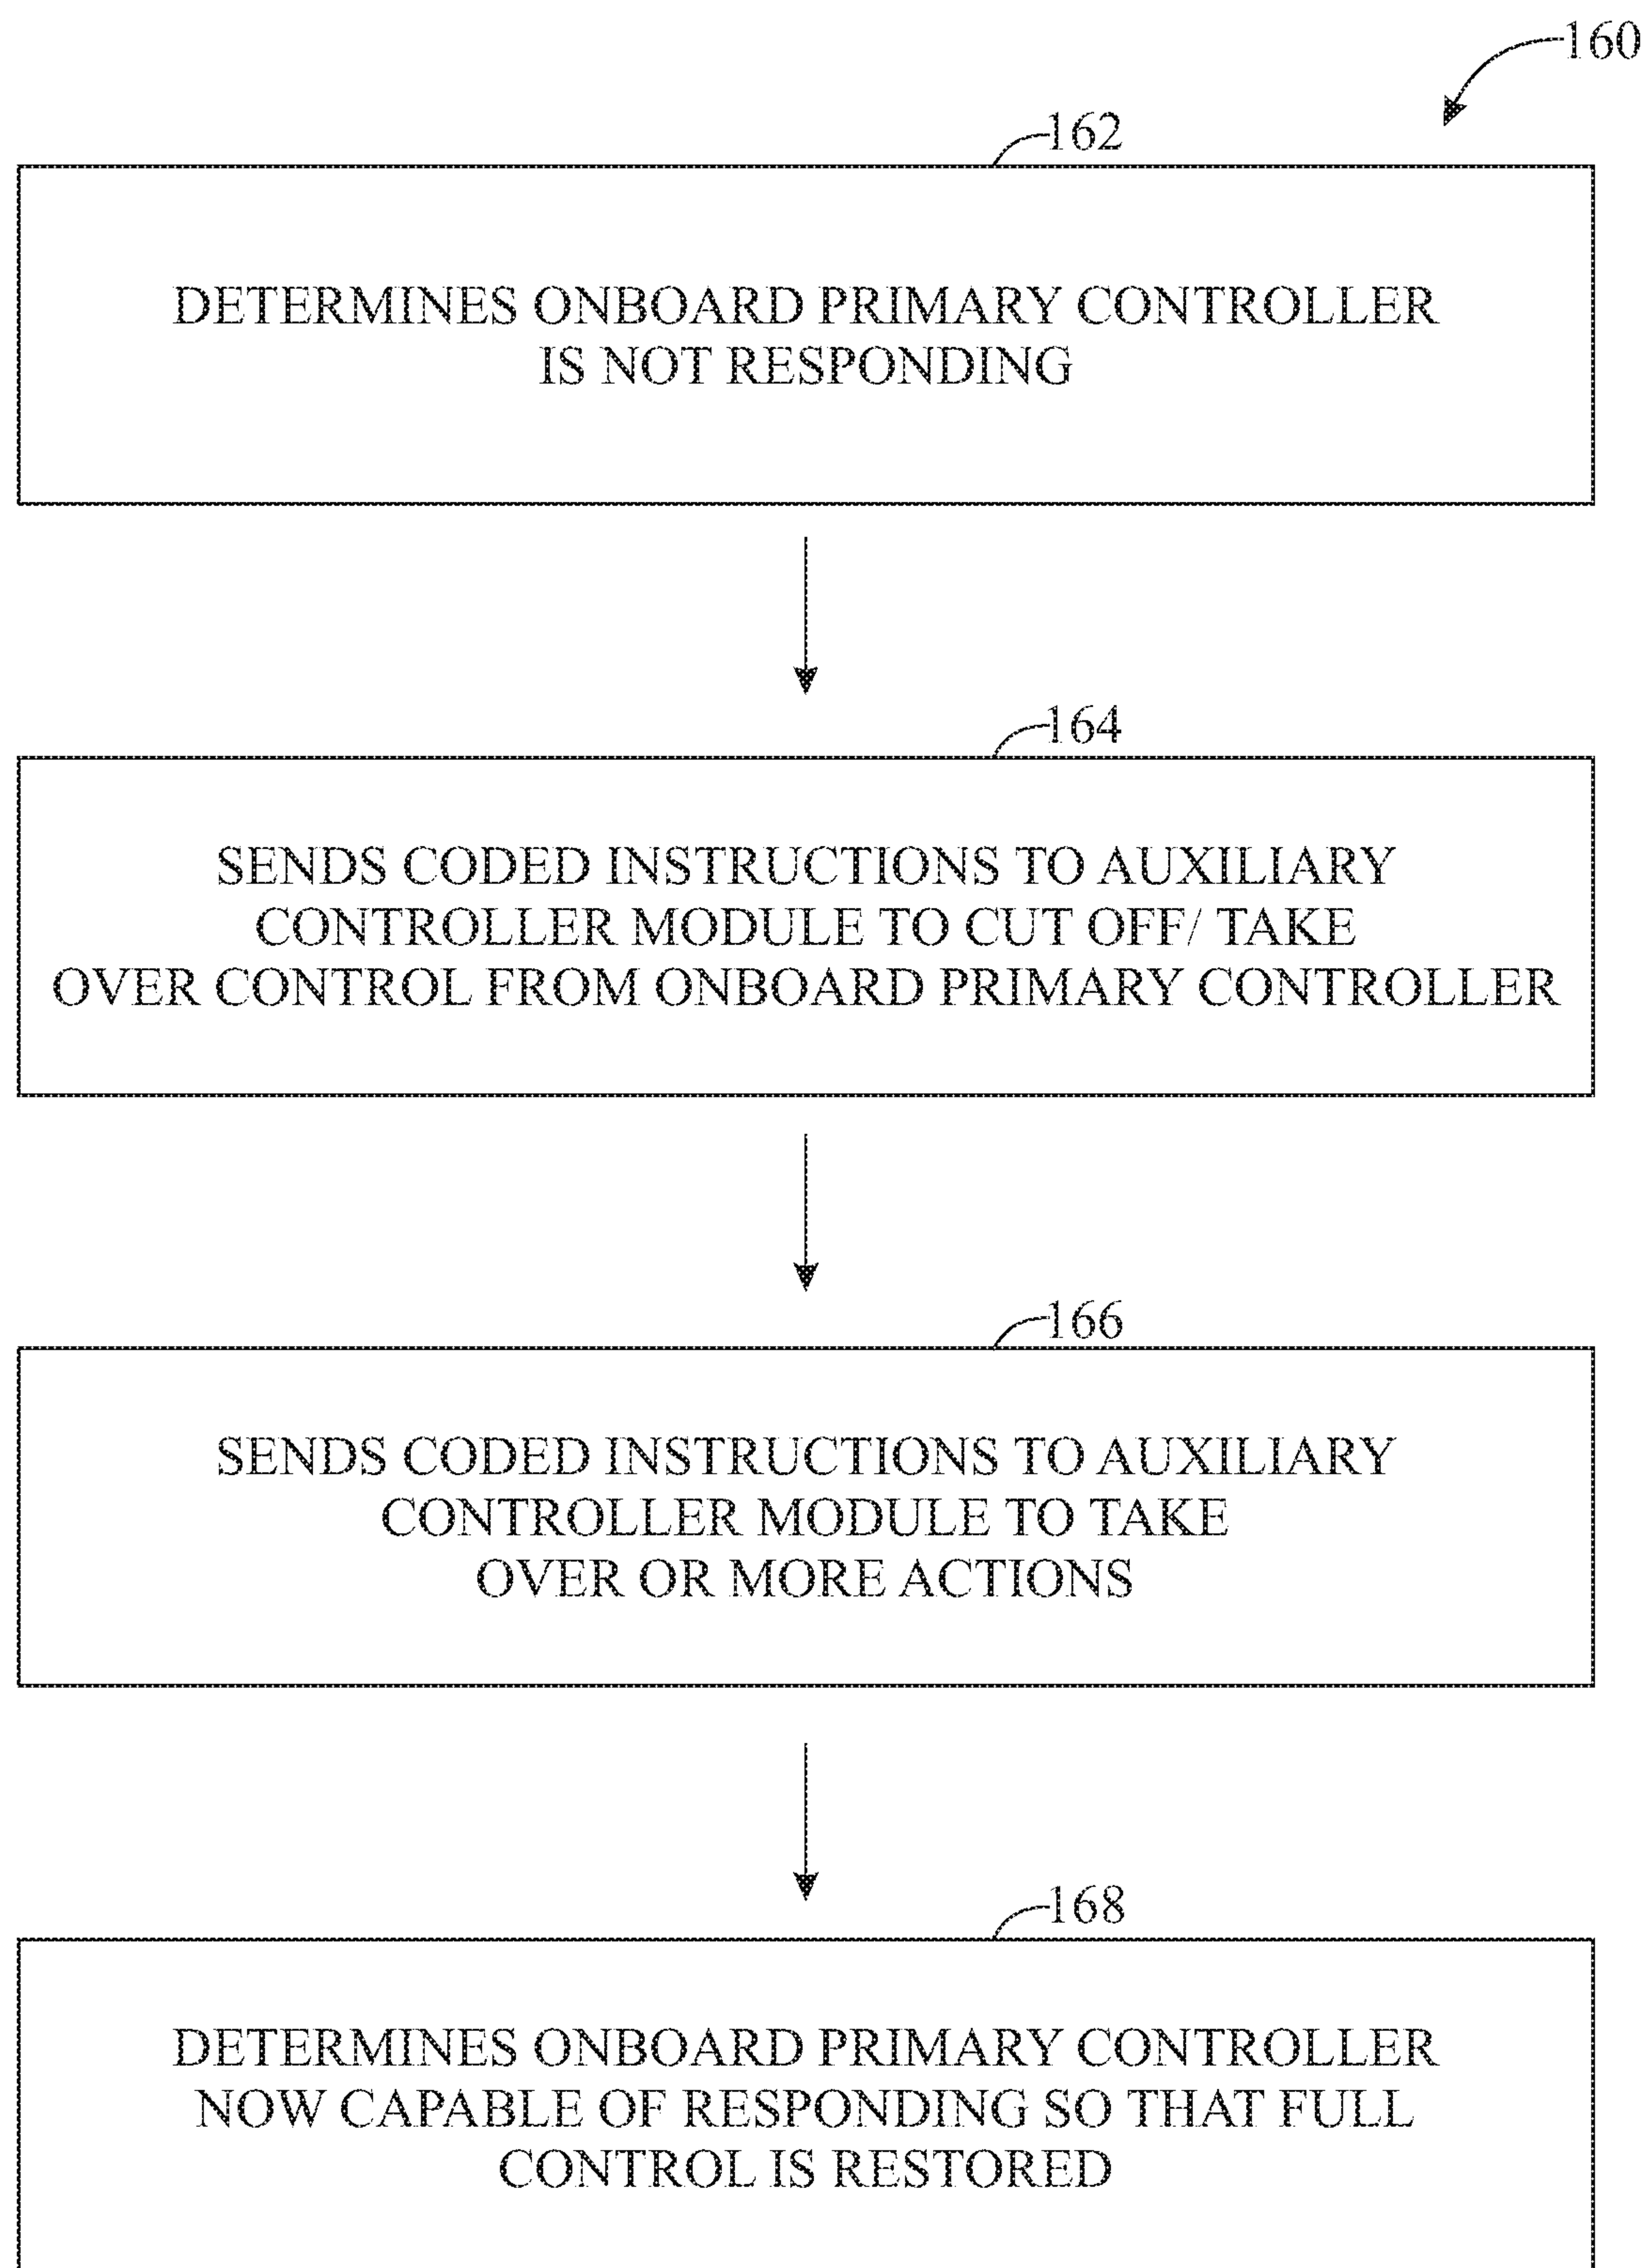 160
162
DETERMINES ONBOARD PRIMARY CONTROLLER
IS NOT RESPONDING
164
SENDS CODED INSTRUCTIONS TO AUXILIARY
CONTROLLER MODULE TO CUT OFF/ TAKE
OVER CONTROL FROM ONBOARD PRIMARY CONTROLLER
166
SENDS CODED INSTRUCTIONS TO AUXILIARY
CONTROLLER MODULE TO TAKE
OVER OR MORE ACTIONS
168
DETERMINES ONBOARD PRIMARY CONTROLLER
NOW CAPABLE OF RESPONDING SO THAT FULL
CONTROL IS RESTORED